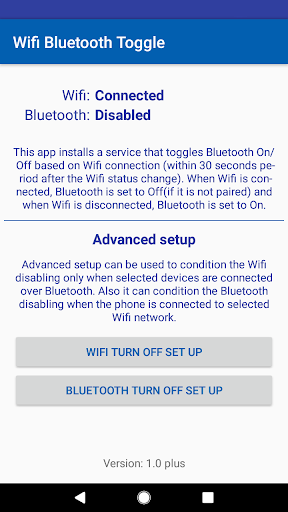 Wifi Bluetooth Toggle
Wifi: Connected
Bluetooth: Disabled
This app installs a service that toggles Bluetooth On/
Off based on Wifi connection (within 30 seconds pe-
riod after the Wifi status change). When Wifi is con-
nected, Bluetooth is set to Off(if it is not paired) and
when Wifi is disconnected, Bluetooth is set to On.
Advanced setup
Advanced setup can be used to condition the Wifi
disabling only when selected devices are connected
over Bluetooth. Also it can condition the Bluetooth
disabling when the phone is connected to selected
Wifi network.
WIFI TURN OFF SET UP
BLUETOOTH TURN OFF SET UP
Version: 1.0 plus